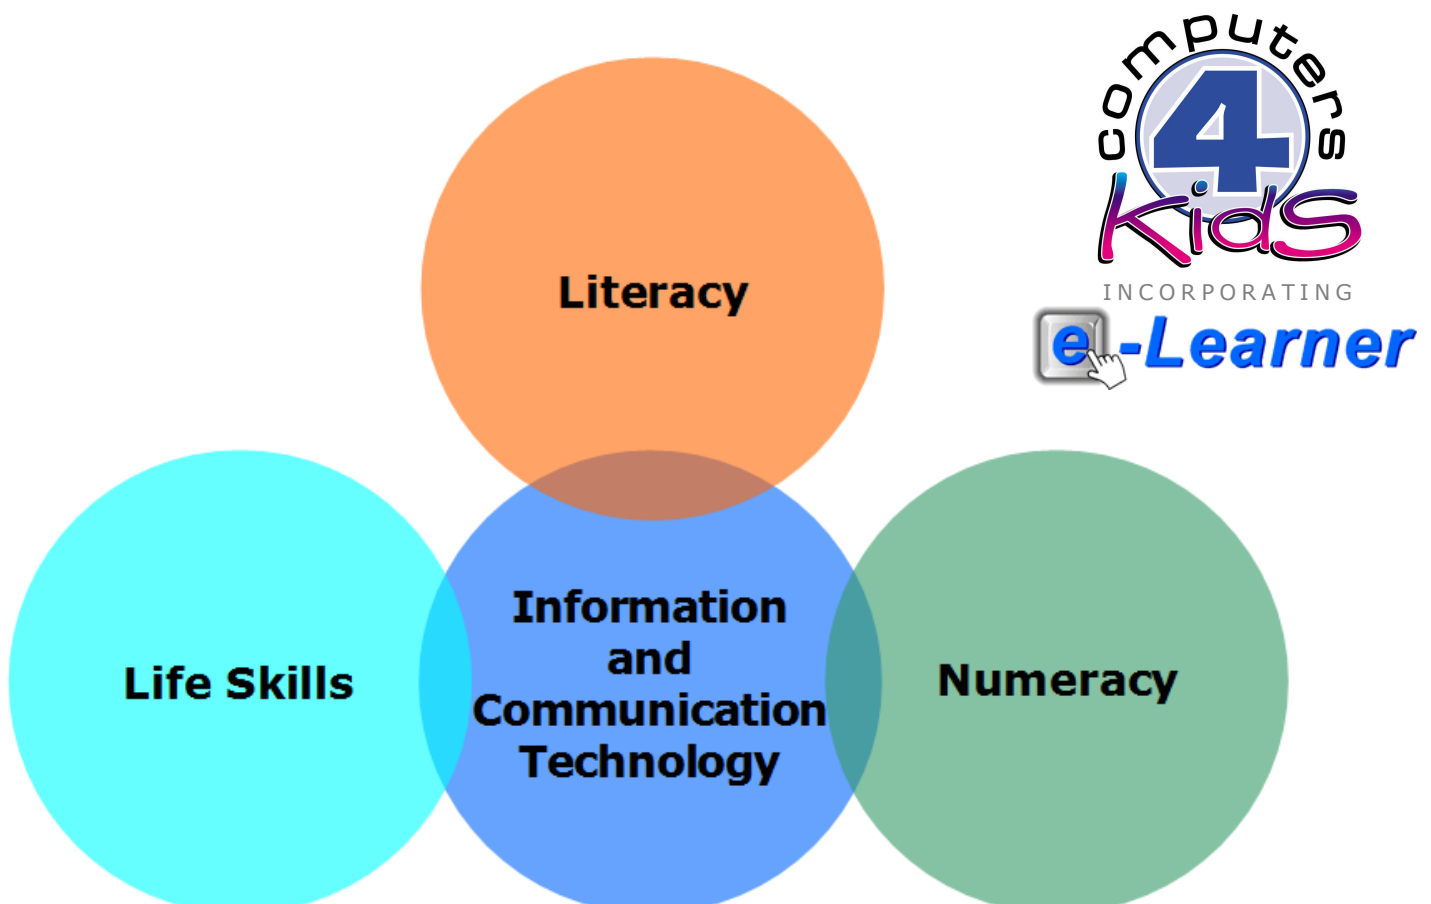 computers
4
Kids
INCORPORATING
e-Learner
Literacy
Life Skills
Information
and
Communication
Technology
Numeracy